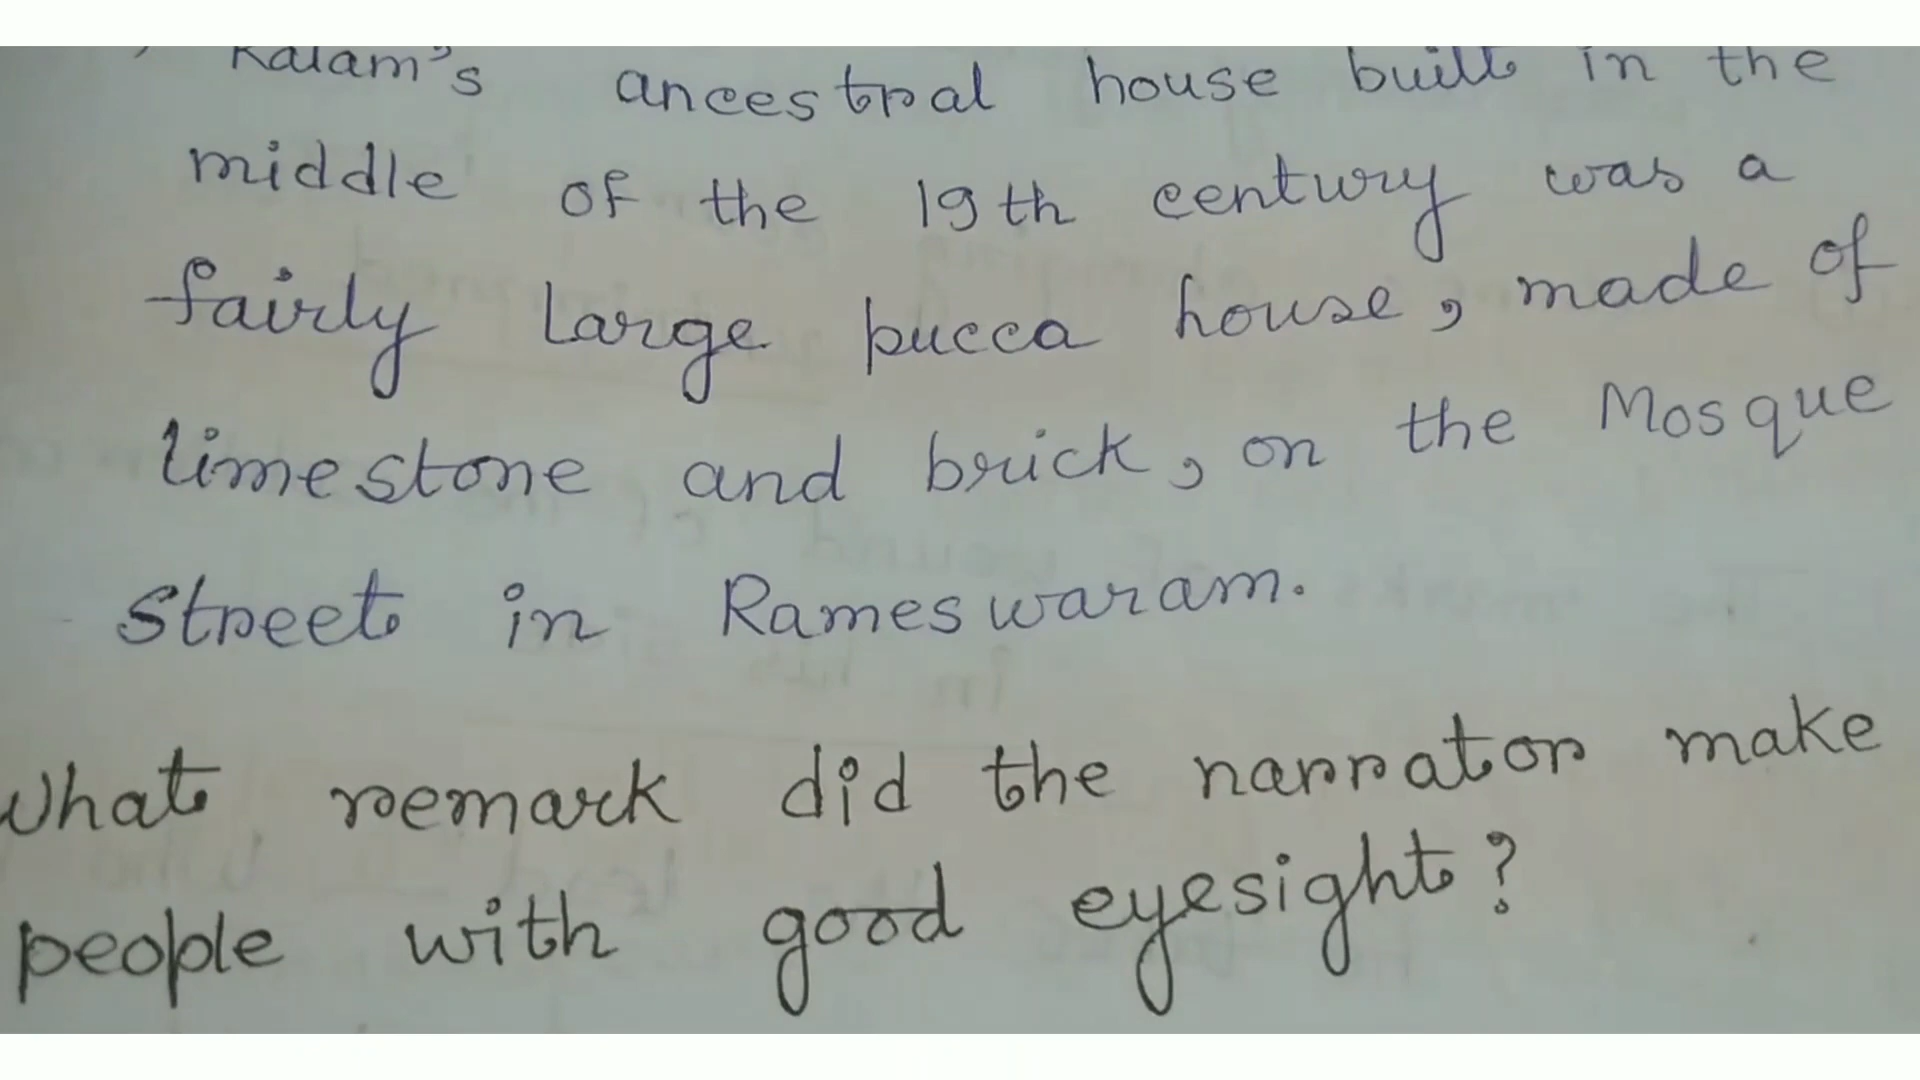 Kalam's ancestral house built in the
middle of the 19th century was a
fairly large pucca house, made of
limestone and brick, on the Mosque
Street in Rameswaram.
What remark did the narrator make
people with good eyesight?